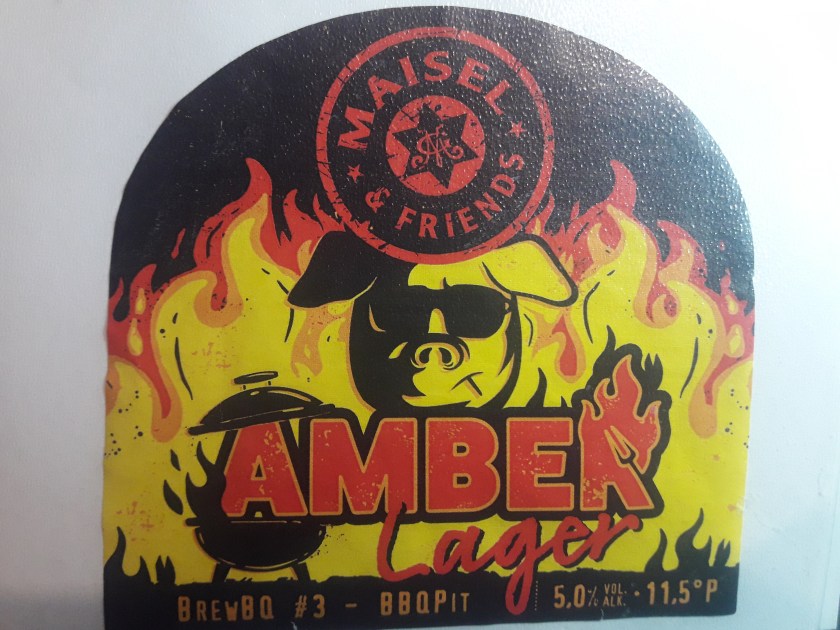 MAISEL
& FRIENDS
AMBER
Lager
BREWBQ #3 - BBQPIT
5,0% VOL. ALK. · 11,5°P